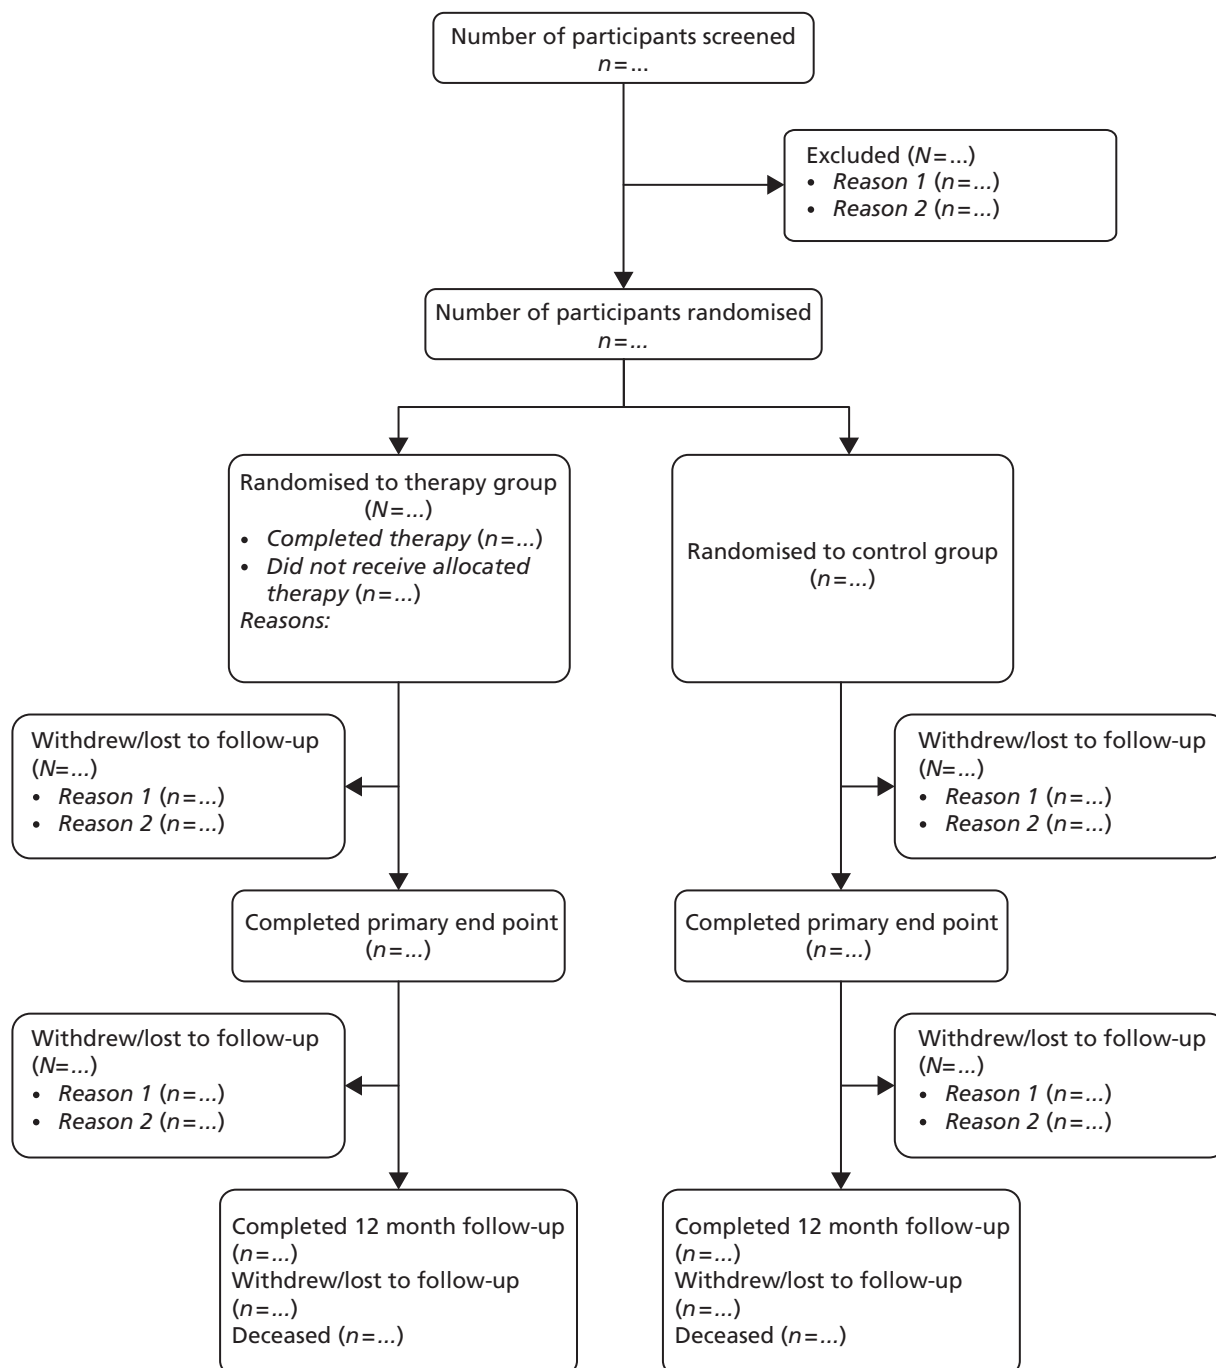 Number of participants screened
n=...
Excluded (N=...)
• Reason 1 (n=...)
• Reason 2 (n=...)
Number of participants randomised
n=...
Randomised to therapy group
(N=...)
• Completed therapy (n=...)
• Did not receive allocated
therapy (n=...)
Reasons:
Randomised to control group
(n=...)
Withdrew/lost to follow-up
(N=...)
• Reason 1 (n=...)
• Reason 2 (n=...)
Withdrew/lost to follow-up
(N=...)
• Reason 1 (n=...)
• Reason 2 (n=...)
Completed primary end point
(n=...)
Completed primary end point
(n=...)
Withdrew/lost to follow-up
(N=...)
• Reason 1 (n=...)
• Reason 2 (n=...)
Withdrew/lost to follow-up
(N=...)
• Reason 1 (n=...)
• Reason 2 (n=...)
Completed 12 month follow-up
(n=...)
Withdrew/lost to follow-up
(n=...)
Deceased (n=...)
Completed 12 month follow-up
(n=...)
Withdrew/lost to follow-up
(n=...)
Deceased (n=...)